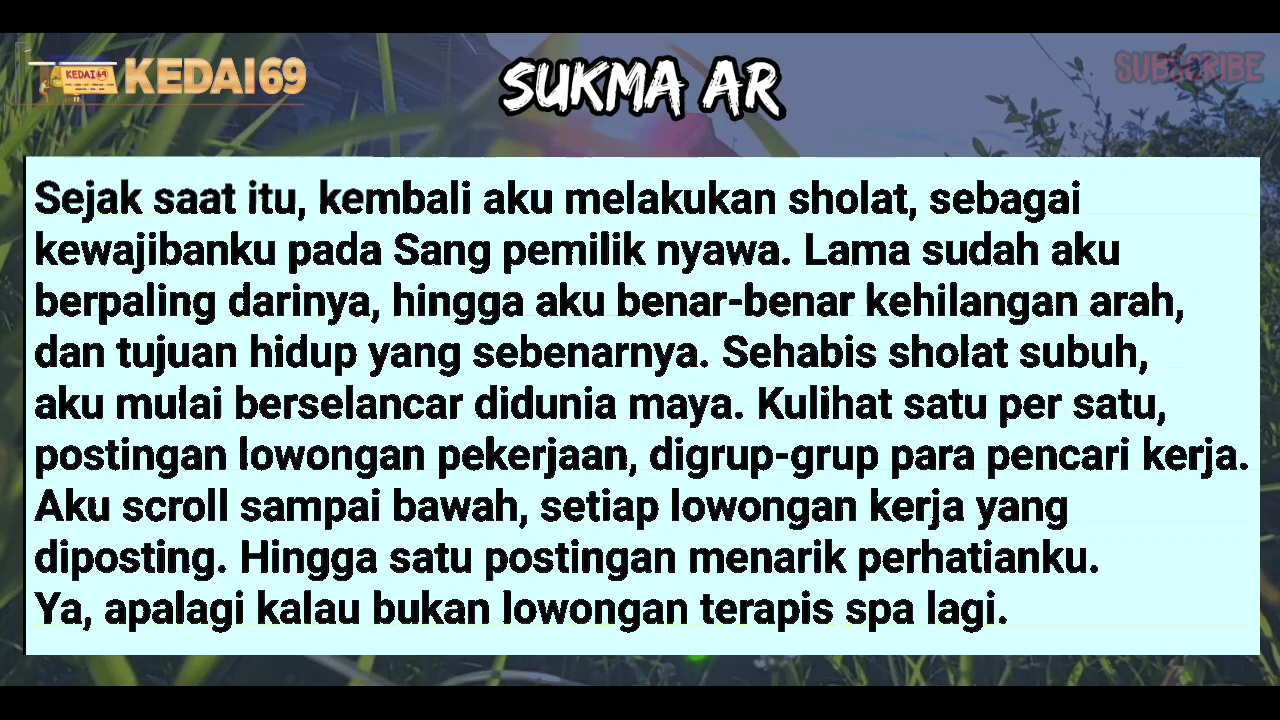 KEDAI69
KEDAI69
SUKMA AR
SUBSCRIBE
Sejak saat itu, kembali aku melakukan sholat, sebagai
kewajibanku pada Sang pemilik nyawa. Lama sudah aku
berpaling darinya, hingga aku benar-benar kehilangan arah,
dan tujuan hidup yang sebenarnya. Sehabis sholat subuh,
aku mulai berselancar didunia maya. Kulihat satu per satu,
postingan lowongan pekerjaan, digrup-grup para pencari kerja.
Aku scroll sampai bawah, setiap lowongan kerja yang
diposting. Hingga satu postingan menarik perhatianku.
Ya, apalagi kalau bukan lowongan terapis spa lagi.